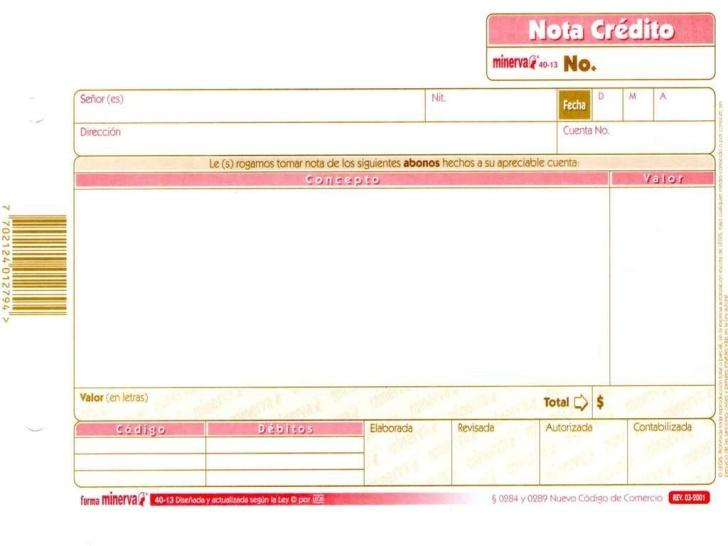 Nota Crédito
minerva 40-13 No.
Señor (es) Nit. Fecha D M A
Dirección Cuenta No.
Le (s) rogamos tomar nota de los siguientes abonos hechos a su apreciable cuenta:
Concepto Valor
7 702124 012794 >
Valor (en letras) Total $
Código Débitos Elaborada Revisada Autorizada Contabilizada
forma minerva 40-13 Diseñada y actualizada según la Ley © por § 0284 y 0289 Nuevo Código de Comercio REV. 03-2001